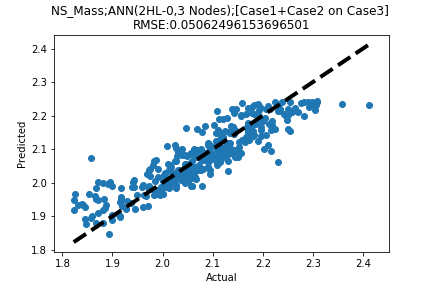 NS_Mass;ANN(2HL-0,3 Nodes);[Case1+Case2 on Case3]
RMSE:0.05062496153696501
2.4
2.3
2.2
2.1
2.0
1.9
1.8
Predicted
1.8 1.9 2.0 2.1 2.2 2.3 2.4
Actual